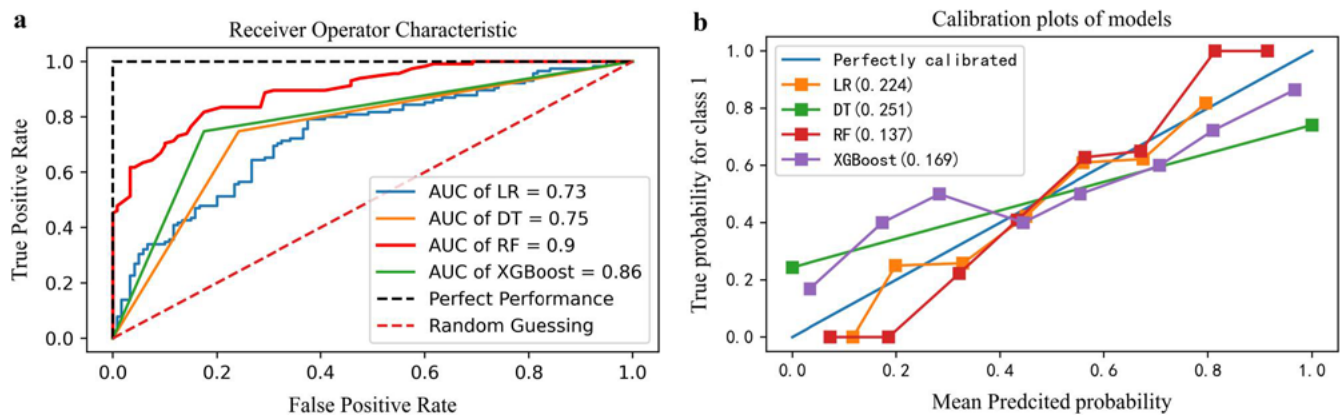 a
Receiver Operator Characteristic
1.0
0.8
0.6
0.4
0.2
0.0
True Positive Rate
AUC of LR = 0.73
AUC of DT = 0.75
AUC of RF = 0.9
AUC of XGBoost = 0.86
Perfect Performance
Random Guessing
0.0 0.2 0.4 0.6 0.8 1.0
False Positive Rate
b
Calibration plots of models
1.0
0.8
0.6
0.4
0.2
0.0
True probability for class 1
Perfectly calibrated
LR(0.224)
DT(0.251)
RF(0.137)
XGBoost(0.169)
0.0 0.2 0.4 0.6 0.8 1.0
Mean Predcited probability